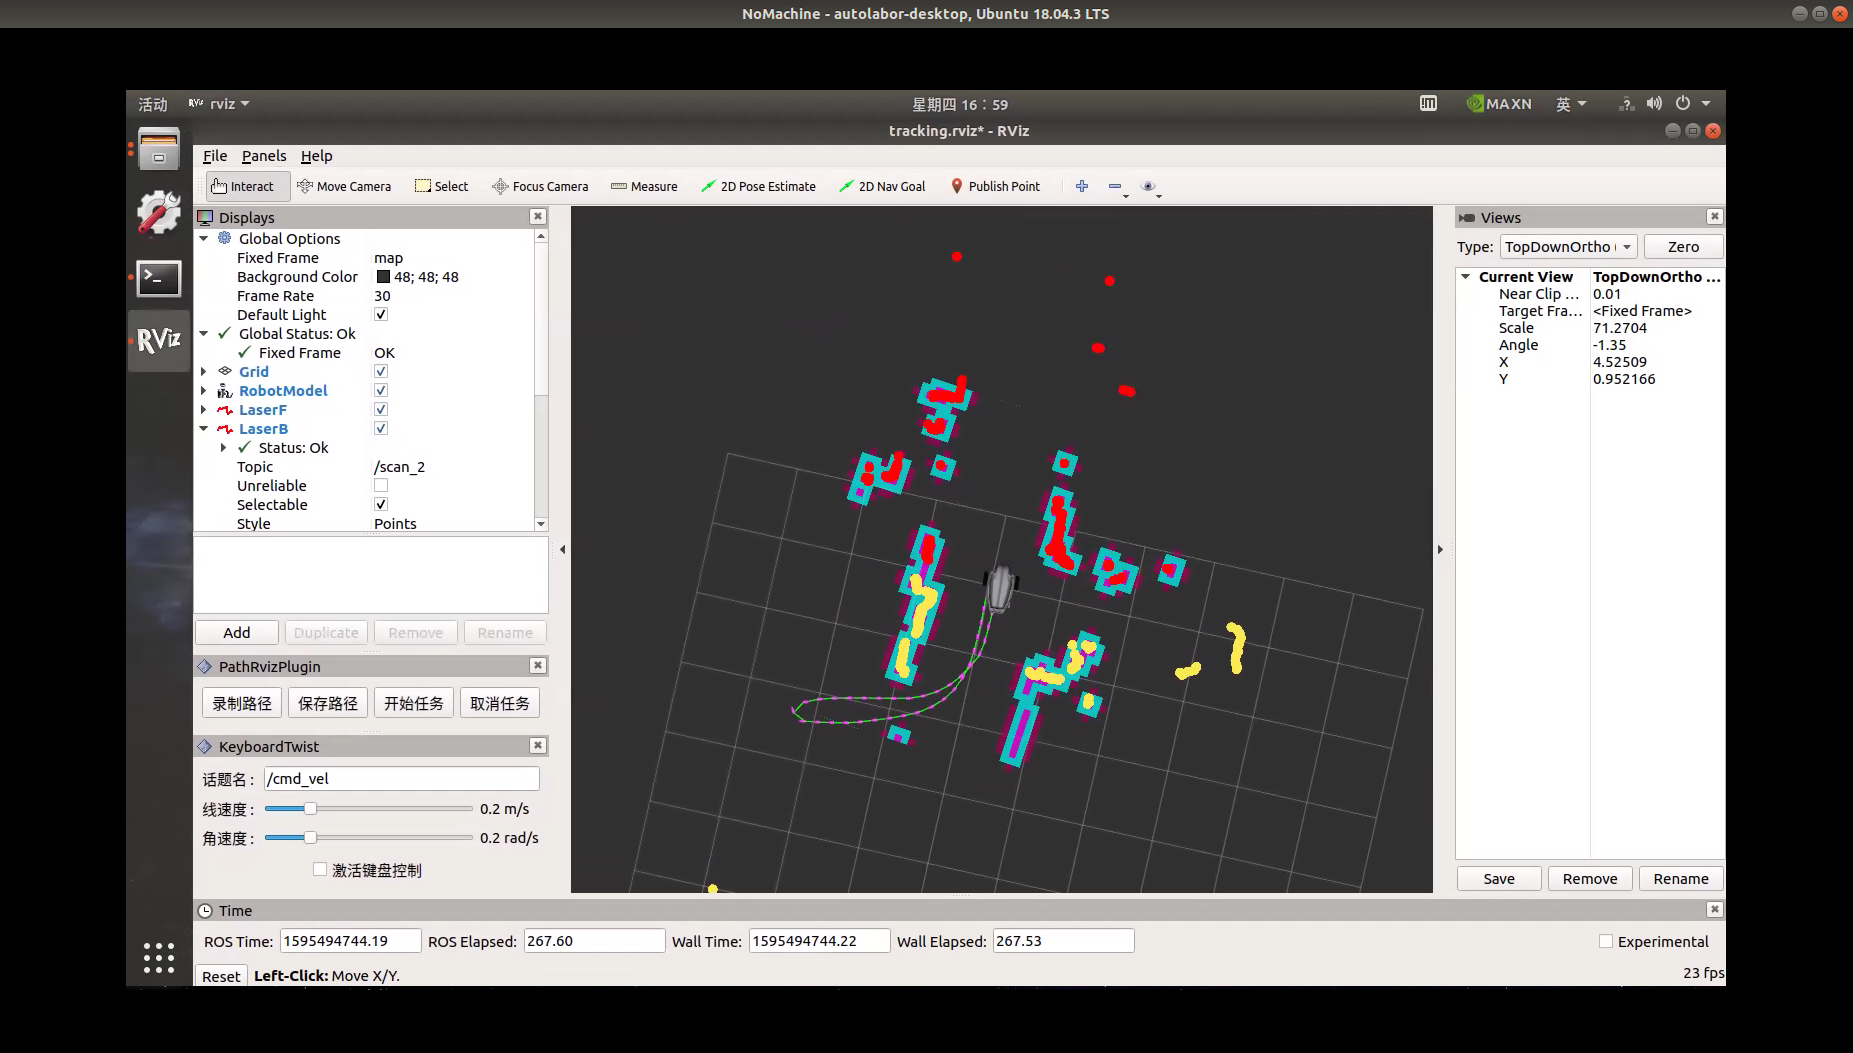 NoMachine - autolabor-desktop, Ubuntu 18.04.3 LTS
活动 RViz rviz 星期四 16：59 MAXN 英
tracking.rviz* - RViz
File Panels Help
Interact Move Camera Select Focus Camera Measure 2D Pose Estimate 2D Nav Goal Publish Point
Displays
Global Options
Fixed Frame map
Background Color 48; 48; 48
Frame Rate 30
Default Light
Global Status: Ok
Fixed Frame OK
Grid
RobotModel
LaserF
LaserB
Status: Ok
Topic /scan_2
Unreliable
Selectable
Style Points
Add Duplicate Remove Rename
PathRvizPlugin
录制路径 保存路径 开始任务 取消任务
KeyboardTwist
话题名： /cmd_vel
线速度： 0.2 m/s
角速度： 0.2 rad/s
激活键盘控制
RViz
Views
Type: TopDownOrtho ( Zero
Current View TopDownOrtho ...
Near Clip ... 0.01
Target Fra... <Fixed Frame>
Scale 71.2704
Angle -1.35
X 4.52509
Y 0.952166
Save Remove Rename
Time
ROS Time: 1595494744.19 ROS Elapsed: 267.60 Wall Time: 1595494744.22 Wall Elapsed: 267.53 Experimental
Reset Left-Click: Move X/Y. 23 fps